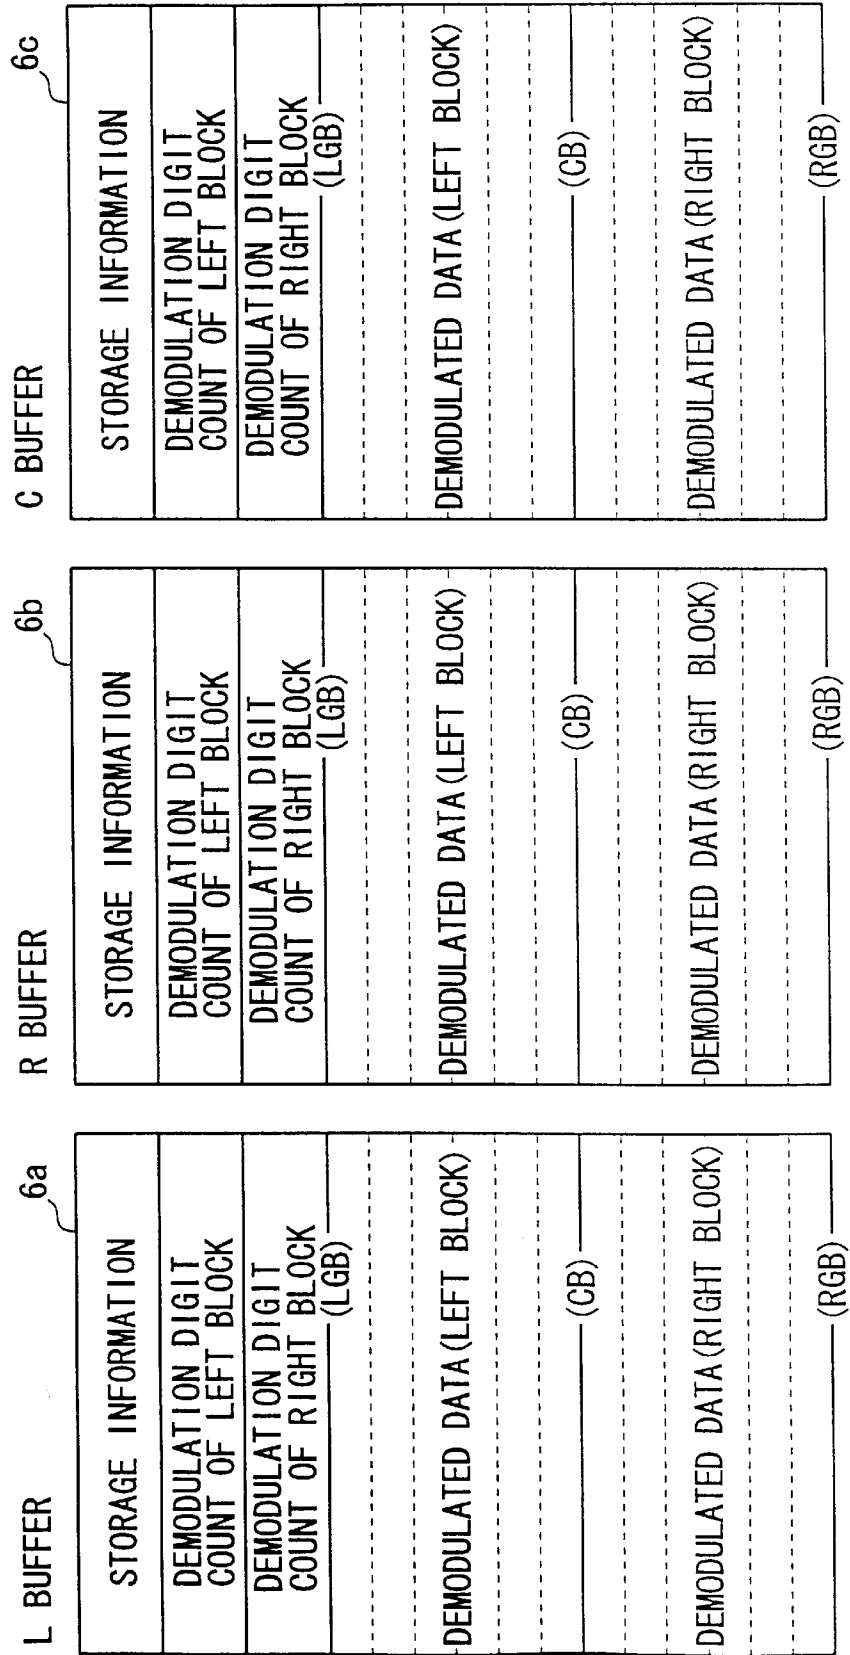 L BUFFER
6a
STORAGE INFORMATION
DEMODULATION DIGIT
COUNT OF LEFT BLOCK
DEMODULATION DIGIT
COUNT OF RIGHT BLOCK
(LGB)
DEMODULATED DATA(LEFT BLOCK)
(CB)
DEMODULATED DATA(RIGHT BLOCK)
(RGB)
R BUFFER
6b
STORAGE INFORMATION
DEMODULATION DIGIT
COUNT OF LEFT BLOCK
DEMODULATION DIGIT
COUNT OF RIGHT BLOCK
(LGB)
DEMODULATED DATA(LEFT BLOCK)
(CB)
DEMODULATED DATA(RIGHT BLOCK)
(RGB)
C BUFFER
6c
STORAGE INFORMATION
DEMODULATION DIGIT
COUNT OF LEFT BLOCK
DEMODULATION DIGIT
COUNT OF RIGHT BLOCK
(LGB)
DEMODULATED DATA(LEFT BLOCK)
(CB)
DEMODULATED DATA(RIGHT BLOCK)
(RGB)